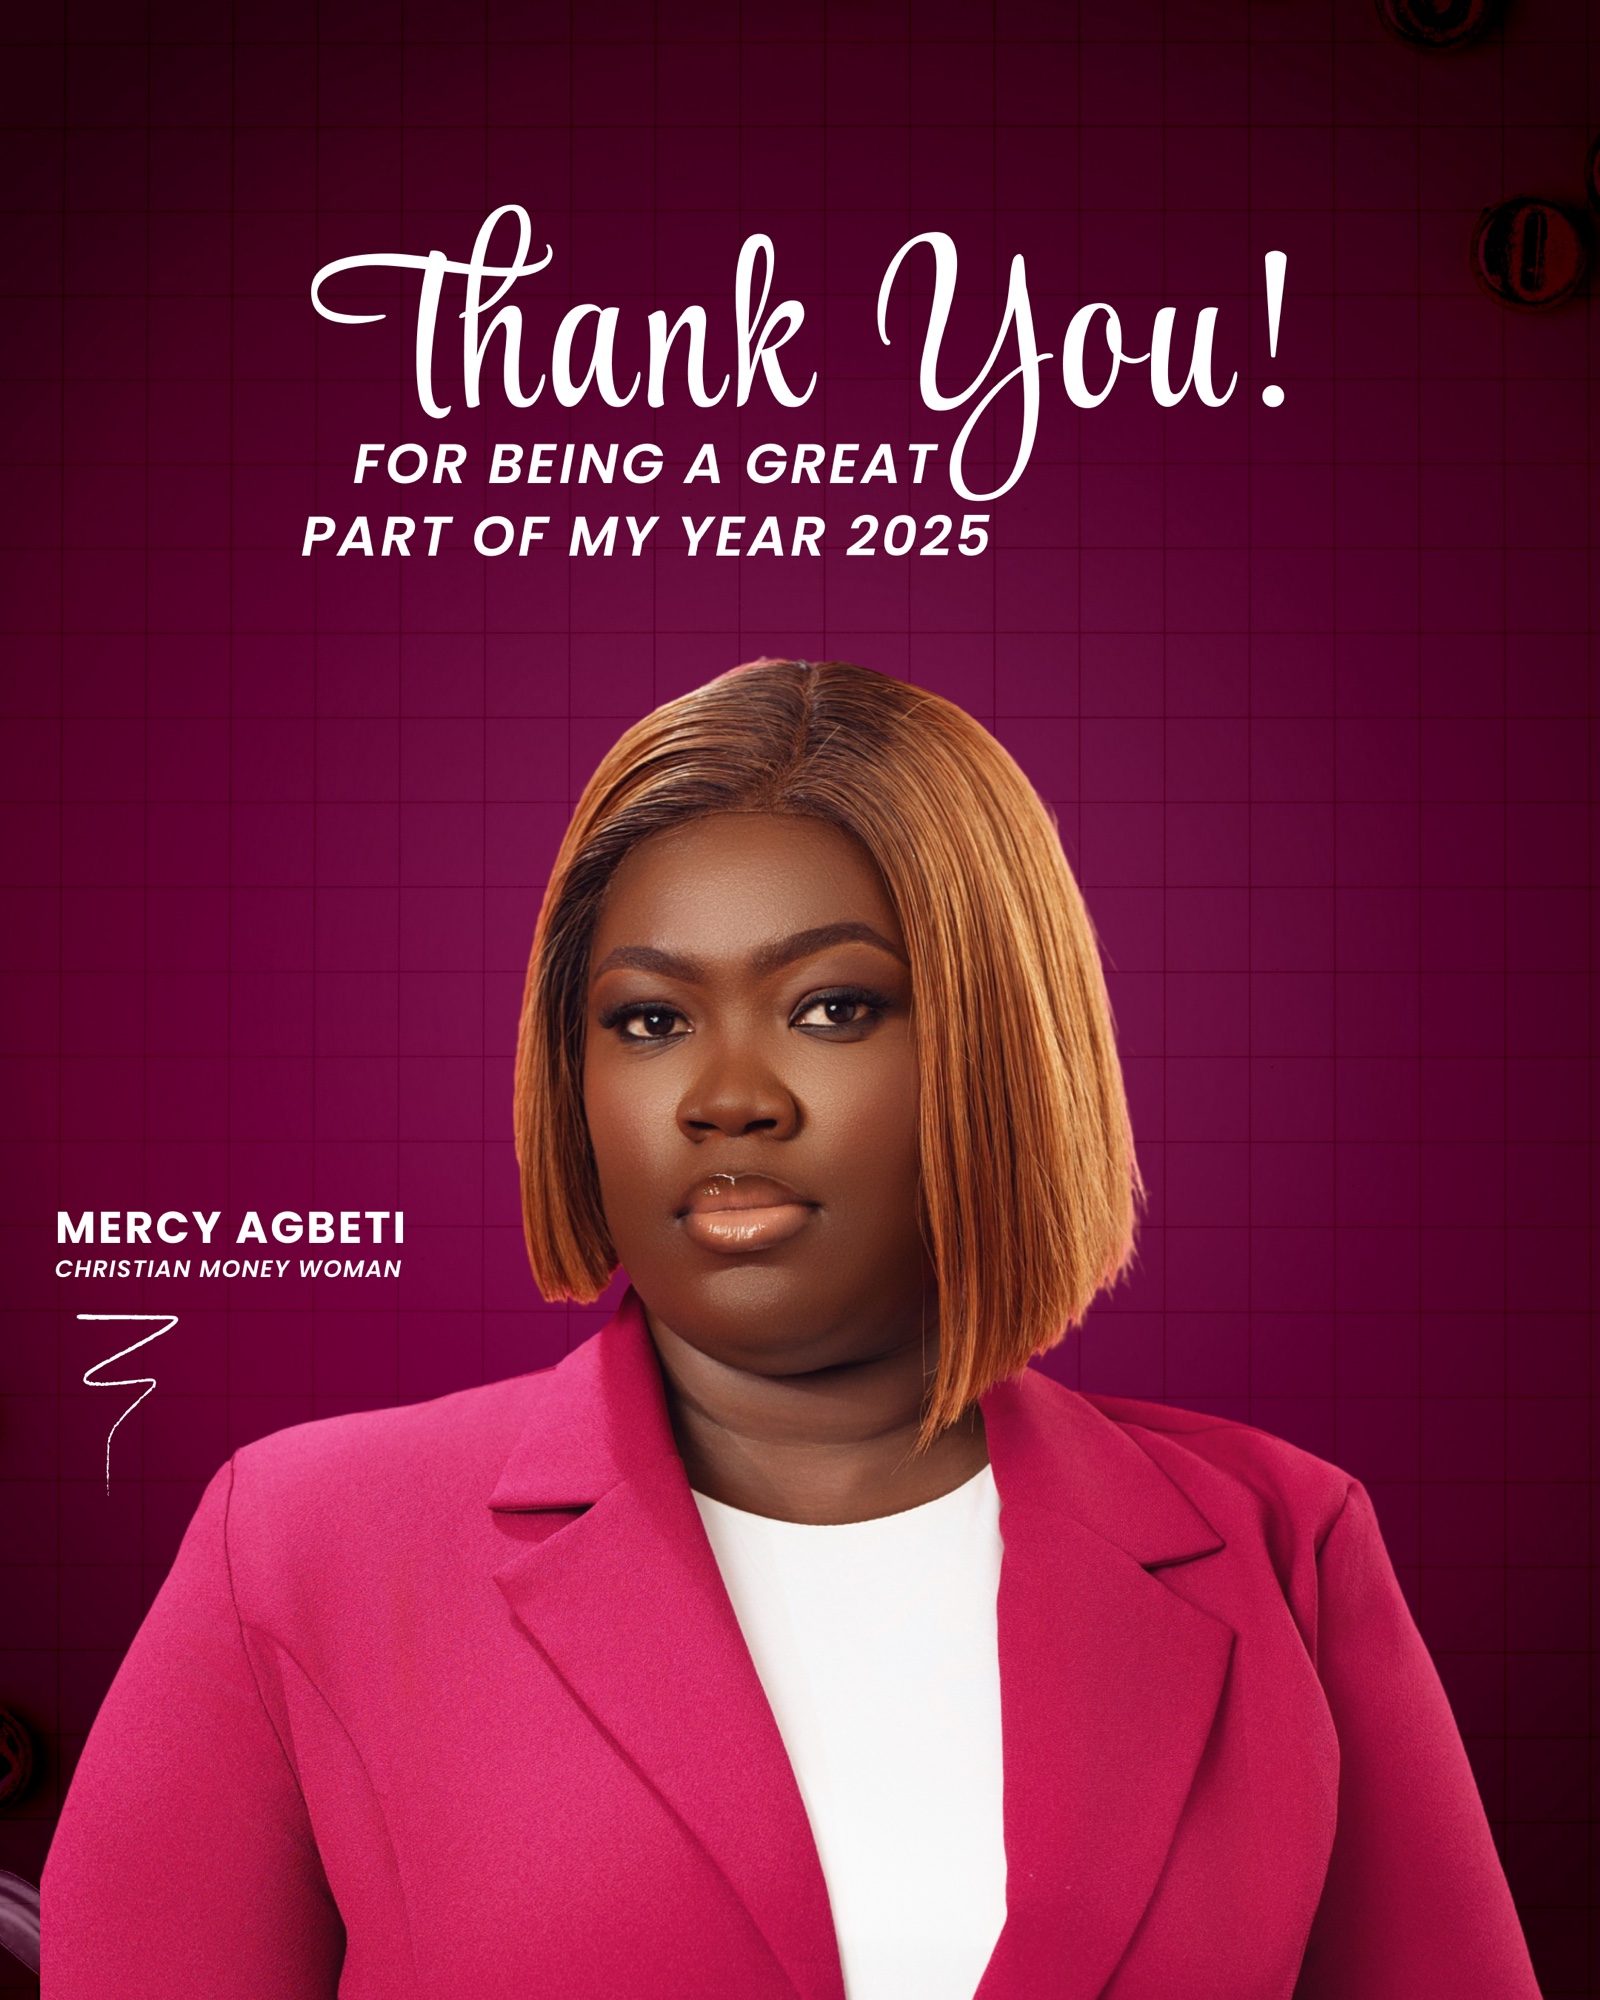 Thank You!
FOR BEING A GREAT
PART OF MY YEAR 2025
MERCY AGBETI
CHRISTIAN MONEY WOMAN